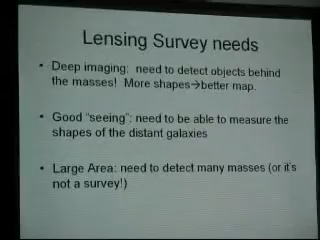 Lensing Survey needs
• Deep imaging: need to detect objects behind
the masses! More shapes→better map.
• Good "seeing": need to be able to measure the
shapes of the distant galaxies
• Large Area: need to detect many masses (or it's
not a survey!)